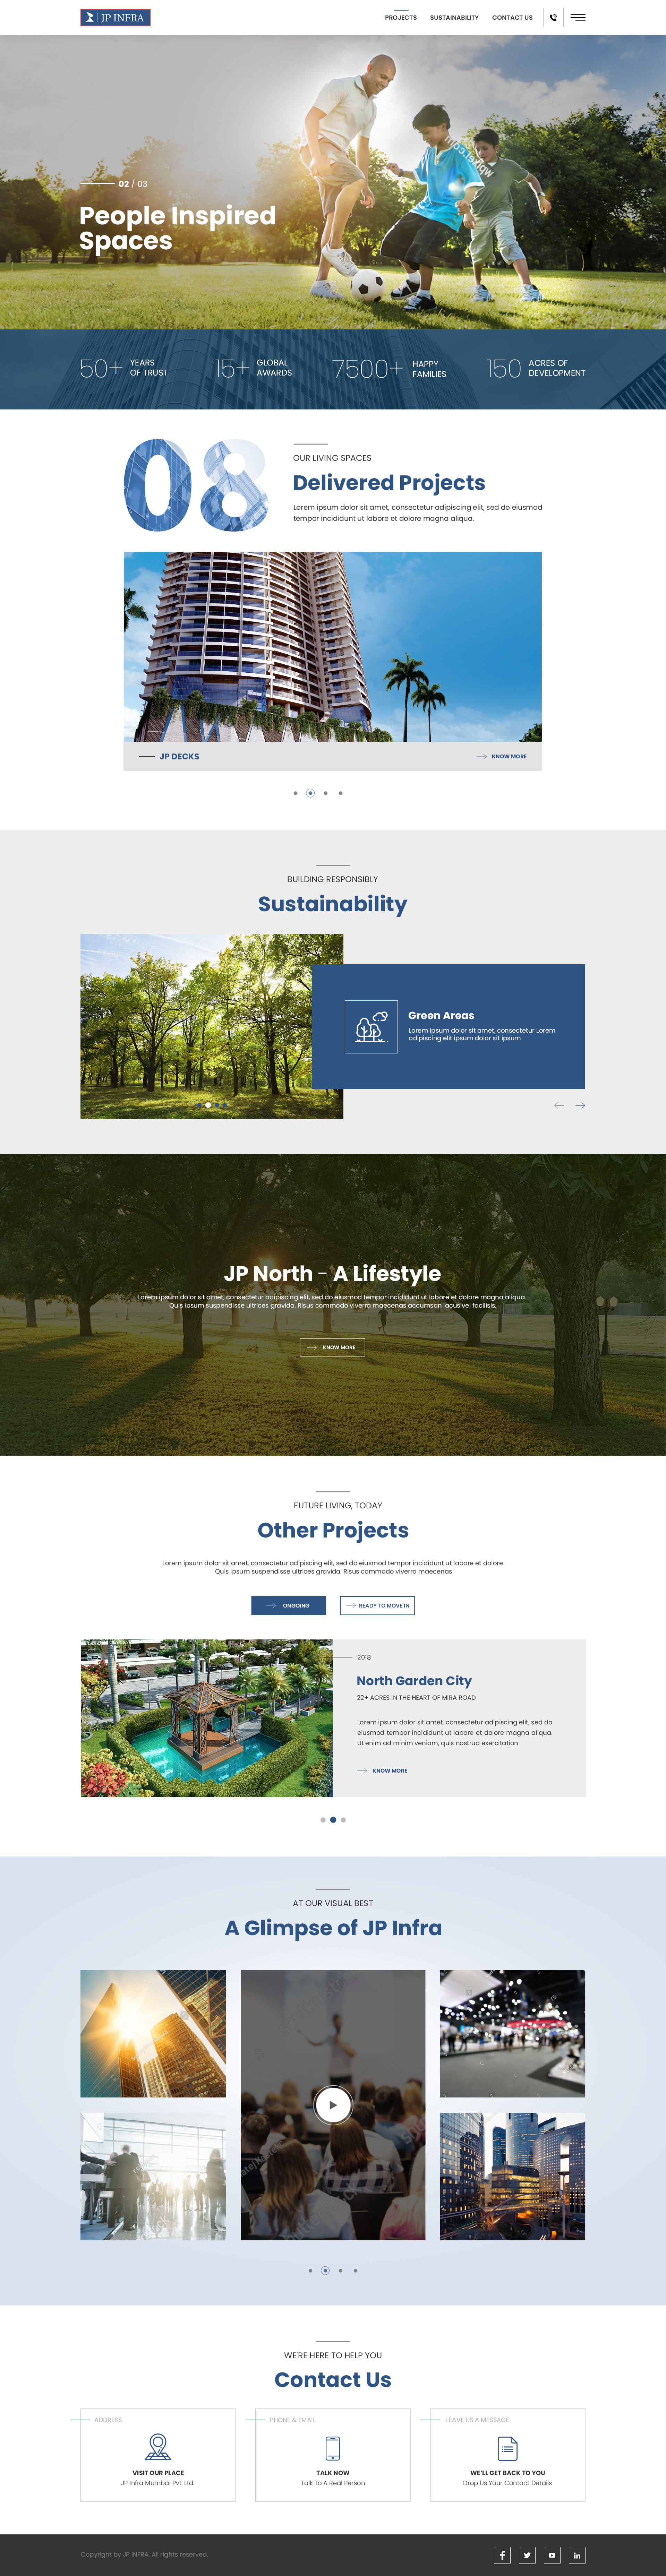 JP INFRA
PROJECTS
SUSTAINABILITY
CONTACT US
02 / 03
People Inspired
Spaces
50+
YEARS
OF TRUST
15+
GLOBAL
AWARDS
7500+
HAPPY
FAMILIES
150
ACRES OF
DEVELOPMENT
08
OUR LIVING SPACES
Delivered Projects
Lorem ipsum dolor sit amet, consectetur adipiscing elit, sed do eiusmod
tempor incididunt ut labore et dolore magna aliqua.
JP DECKS
KNOW MORE
BUILDING RESPONSIBLY
Sustainability
Green Areas
Lorem ipsum dolor sit amet, consectetur Lorem
adipiscing elit ipsum dolor sit ipsum
JP North - A Lifestyle
Lorem ipsum dolor sit amet, consectetur adipiscing elit, sed do eiusmod tempor incididunt ut labore et dolore magna aliqua.
Quis ipsum suspendisse ultrices gravida. Risus commodo viverra maecenas accumsan lacus vel facilisis.
KNOW MORE
FUTURE LIVING, TODAY
Other Projects
Lorem ipsum dolor sit amet, consectetur adipiscing elit, sed do eiusmod tempor incididunt ut labore et dolore
Quis ipsum suspendisse ultrices gravida. Risus commodo viverra maecenas
ONGOING
READY TO MOVE IN
2018
North Garden City
22+ ACRES IN THE HEART OF MIRA ROAD
Lorem ipsum dolor sit amet, consectetur adipiscing elit, sed do
eiusmod tempor incididunt ut labore et dolore magna aliqua.
Ut enim ad minim veniam, quis nostrud exercitation
KNOW MORE
AT OUR VISUAL BEST
A Glimpse of JP Infra
WE'RE HERE TO HELP YOU
Contact Us
ADDRESS
VISIT OUR PLACE
JP Infra Mumbai Pvt. Ltd.
PHONE & EMAIL
TALK NOW
Talk To A Real Person
LEAVE US A MESSAGE
WE'LL GET BACK TO YOU
Drop Us Your Contact Details
Copyright by JP INFRA. All rights reserved.